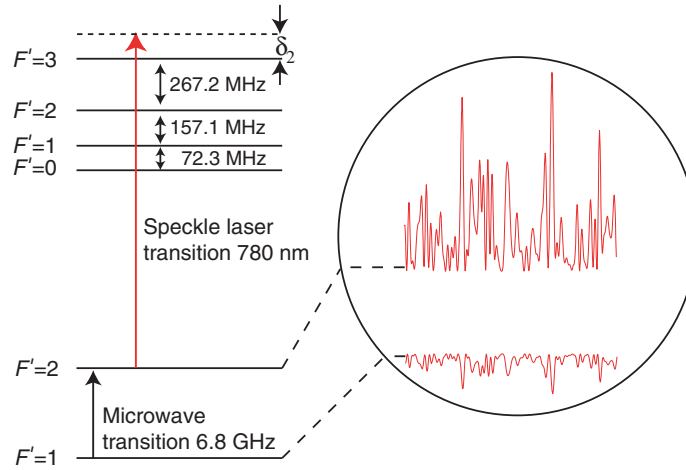 δ2
F'=3
267.2 MHz
F'=2
157.1 MHz
F'=1
72.3 MHz
F'=0
Speckle laser
transition 780 nm
F'=2
Microwave
transition 6.8 GHz
F'=1